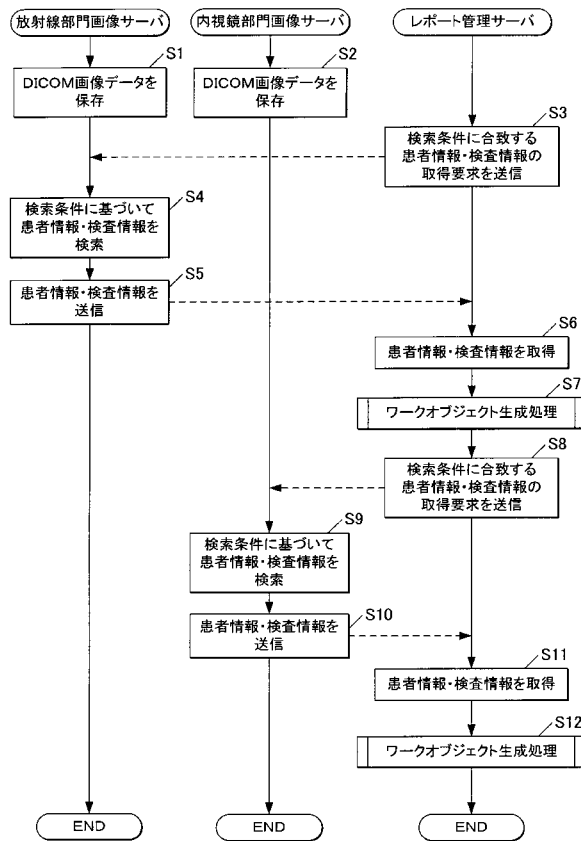 放射線部門画像サーバ
内視鏡部門画像サーバ
レポート管理サーバ
S1
DICOM画像データを
保存
S2
DICOM画像データを
保存
S3
検索条件に合致する
患者情報・検査情報の
取得要求を送信
S4
検索条件に基づいて
患者情報・検査情報を
検索
S5
患者情報・検査情報を
送信
S6
患者情報・検査情報を取得
S7
ワークオブジェクト生成処理
S8
検索条件に合致する
患者情報・検査情報の
取得要求を送信
S9
検索条件に基づいて
患者情報・検査情報を
検索
S10
患者情報・検査情報を
送信
S11
患者情報・検査情報を取得
S12
ワークオブジェクト生成処理
END
END
END